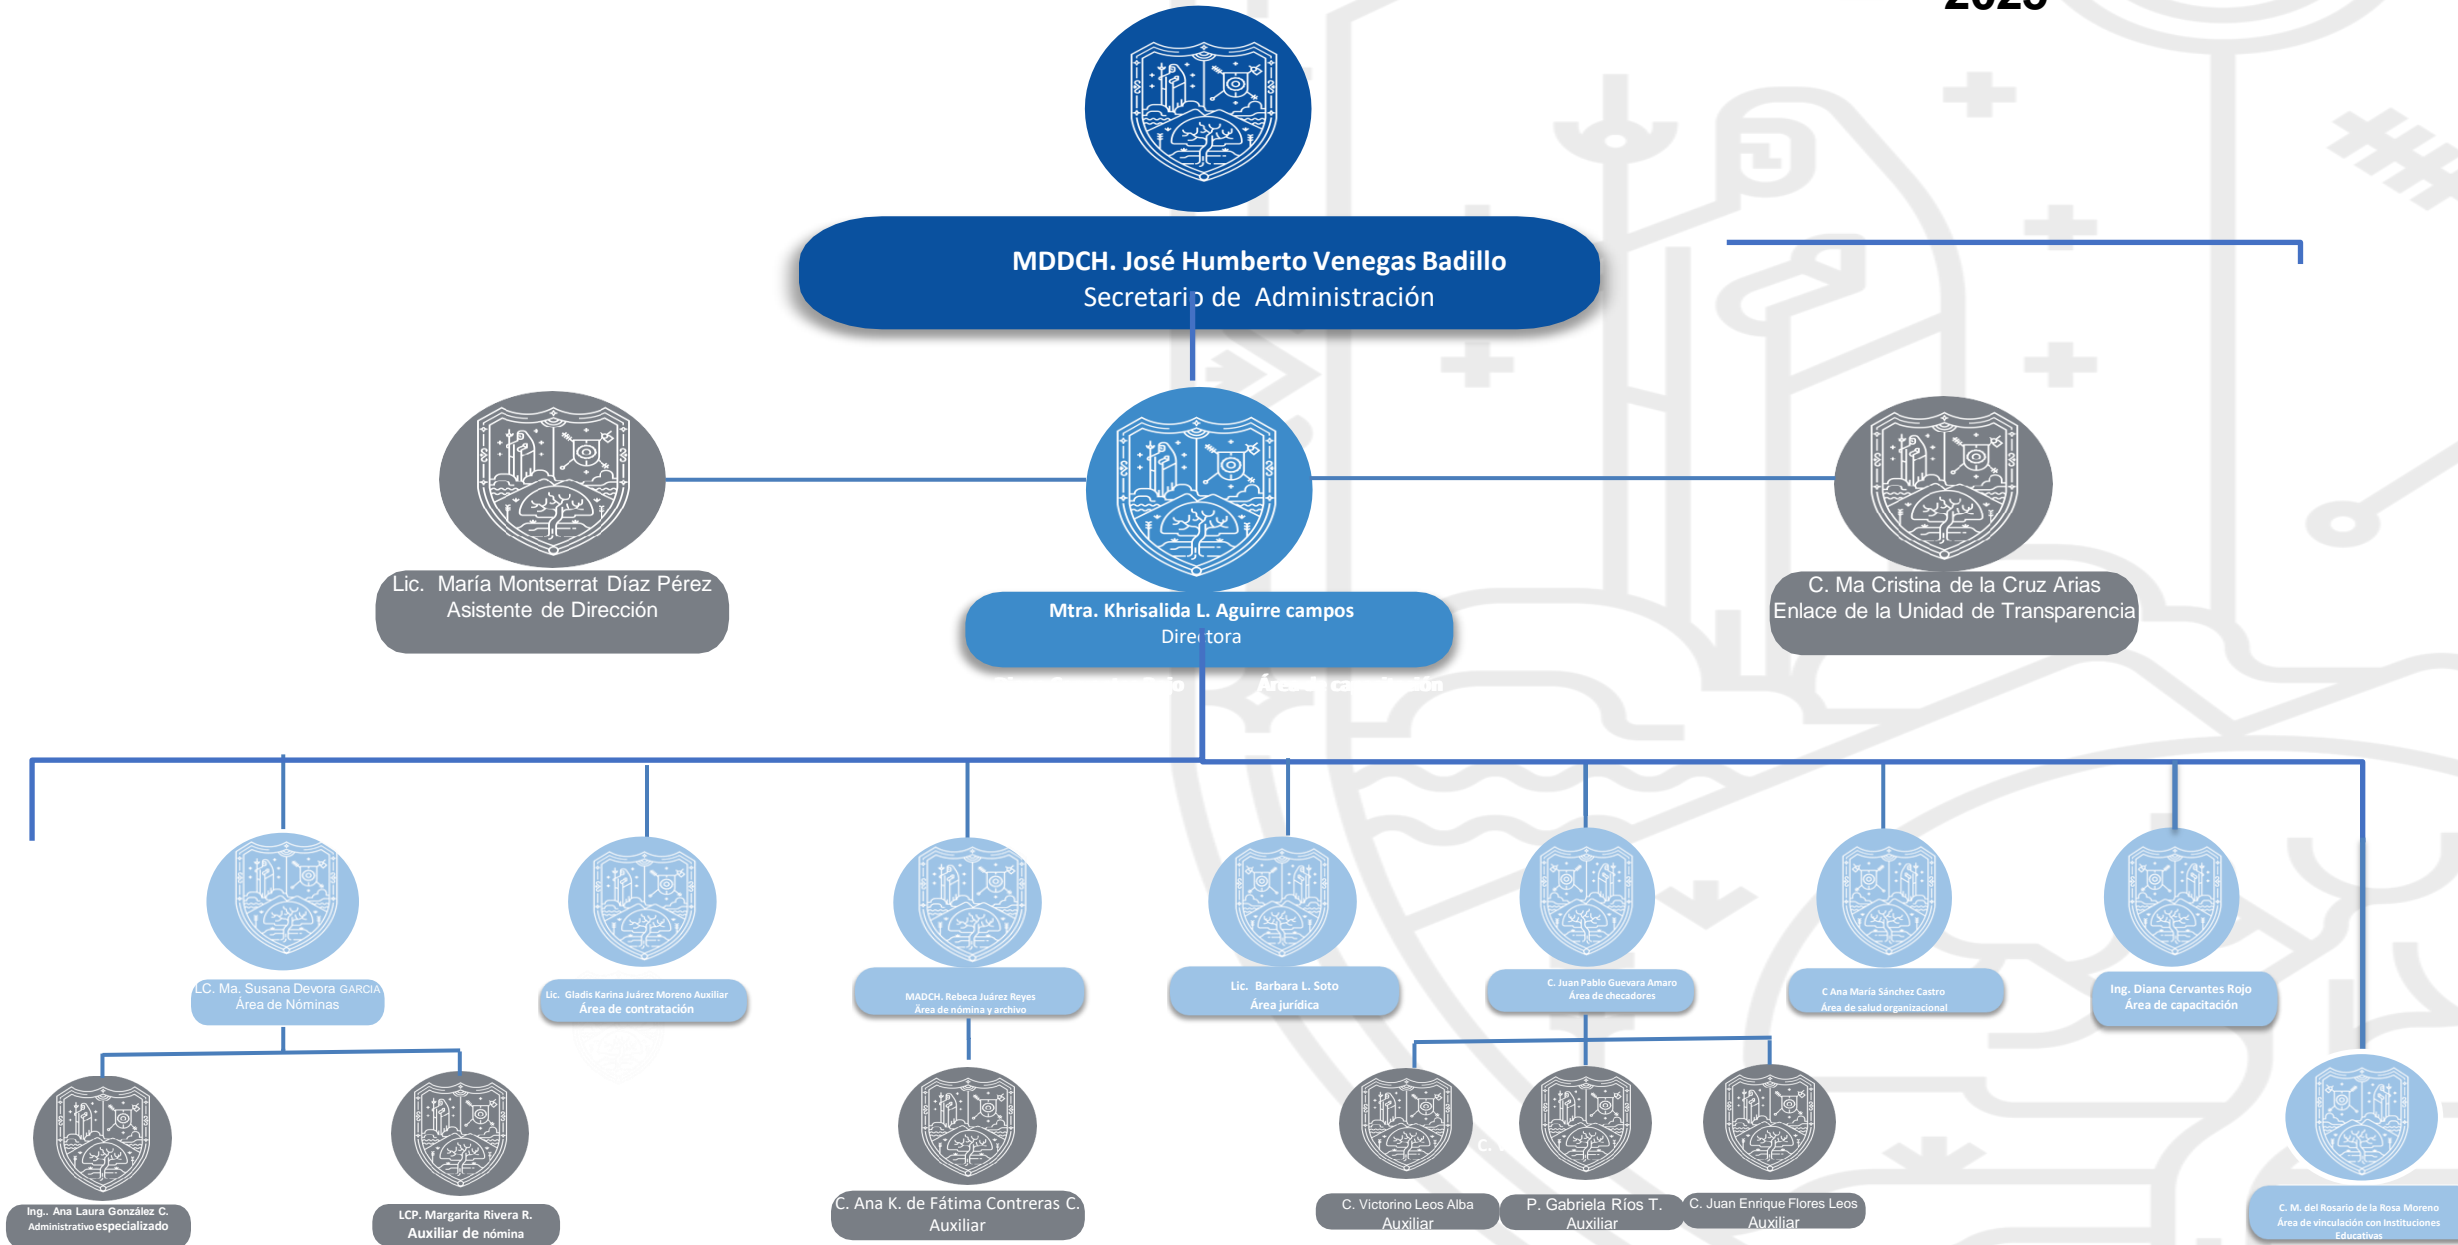 MDDCH. José Humberto Venegas Badillo
Secretario de Administración
Lic. María Montserrat Díaz Pérez
Asistente de Dirección
Mtra. Khrisalida L. Aguirre campos
Directora
C. Ma Cristina de la Cruz Arias
Enlace de la Unidad de Transparencia
Área de capacitación
LC. Ma. Susana Devora GARCIA
Área de Nóminas
Lic. Gladis Karina Juárez Moreno Auxiliar
Área de contratación
MADCH. Rebeca Juárez Reyes
Área de nómina y archivo
Lic. Barbara L. Soto
Área jurídica
C. Juan Pablo Guevara Amaro
Área de checadores
C Ana María Sánchez Castro
Área de salud organizacional
Ing. Diana Cervantes Rojo
Área de capacitación
Ing.. Ana Laura González C.
Administrativo especializado
LCP. Margarita Rivera R.
Auxiliar de nómina
C. Ana K. de Fátima Contreras C.
Auxiliar
C. Victorino Leos Alba
Auxiliar
P. Gabriela Ríos T.
Auxiliar
C. Juan Enrique Flores Leos
Auxiliar
C. M. del Rosario de la Rosa Moreno
Área de vinculación con Instituciones
Educativas